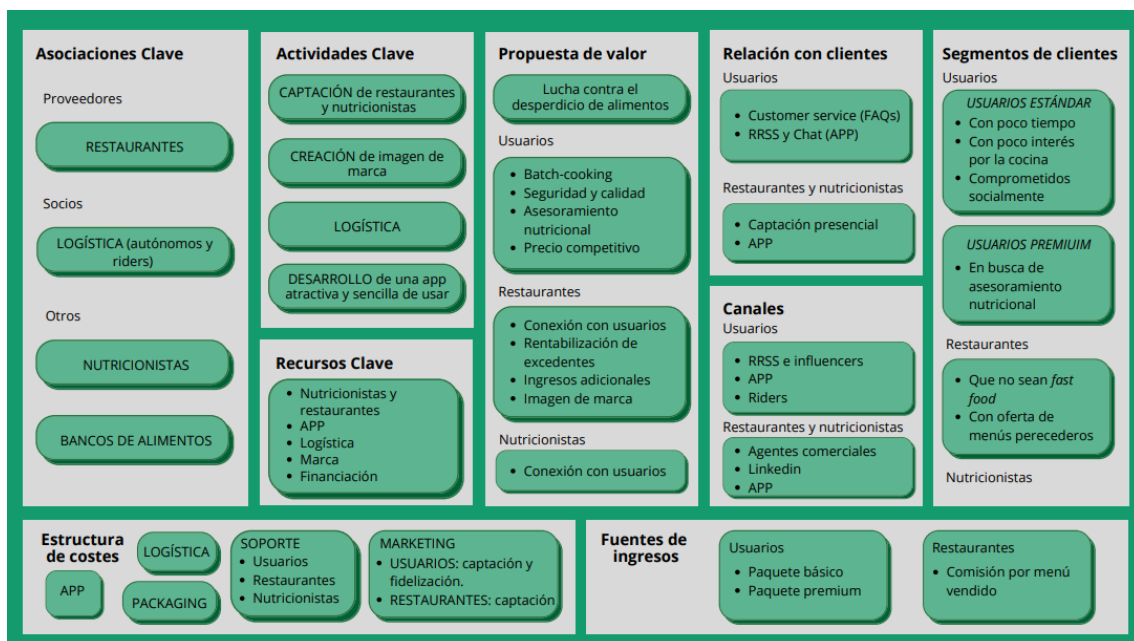 Asociaciones Clave
Proveedores
RESTAURANTES
Socios
LOGÍSTICA (autónomos y
riders)
Otros
NUTRICIONISTAS
BANCOS DE ALIMENTOS
Actividades Clave
CAPTACIÓN de restaurantes
y nutricionistas
CREACIÓN de imagen de
marca
LOGÍSTICA
DESARROLLO de una app
atractiva y sencilla de usar
Recursos Clave
• Nutricionistas y
restaurantes
• APP
• Logística
• Marca
• Financiación
Propuesta de valor
Lucha contra el
desperdicio de alimentos
Usuarios
• Batch-cooking
• Seguridad y calidad
• Asesoramiento
nutricional
• Precio competitivo
Restaurantes
• Conexión con usuarios
• Rentabilización de
excedentes
• Ingresos adicionales
• Imagen de marca
Nutricionistas
• Conexión con usuarios
Relación con clientes
Usuarios
• Customer service (FAQs)
• RRSS y Chat (APP)
Restaurantes y nutricionistas
• Captación presencial
• APP
Canales
Usuarios
• RRSS e influencers
• APP
• Riders
Restaurantes y nutricionistas
• Agentes comerciales
• Linkedin
• APP
Segmentos de clientes
Usuarios
USUARIOS ESTÁNDAR
• Con poco tiempo
• Con poco interés
por la cocina
• Comprometidos
socialmente
USUARIOS PREMIUIM
• En busca de
asesoramiento
nutricional
Restaurantes
• Que no sean fast
food
• Con oferta de
menús perecederos
Nutricionistas
Estructura
de costes
APP
LOGÍSTICA
PACKAGING
SOPORTE
• Usuarios
• Restaurantes
• Nutricionistas
MARKETING
• USUARIOS: captación y
fidelización.
• RESTAURANTES: captación
Fuentes de
ingresos
Usuarios
• Paquete básico
• Paquete premium
Restaurantes
• Comisión por menú
vendido